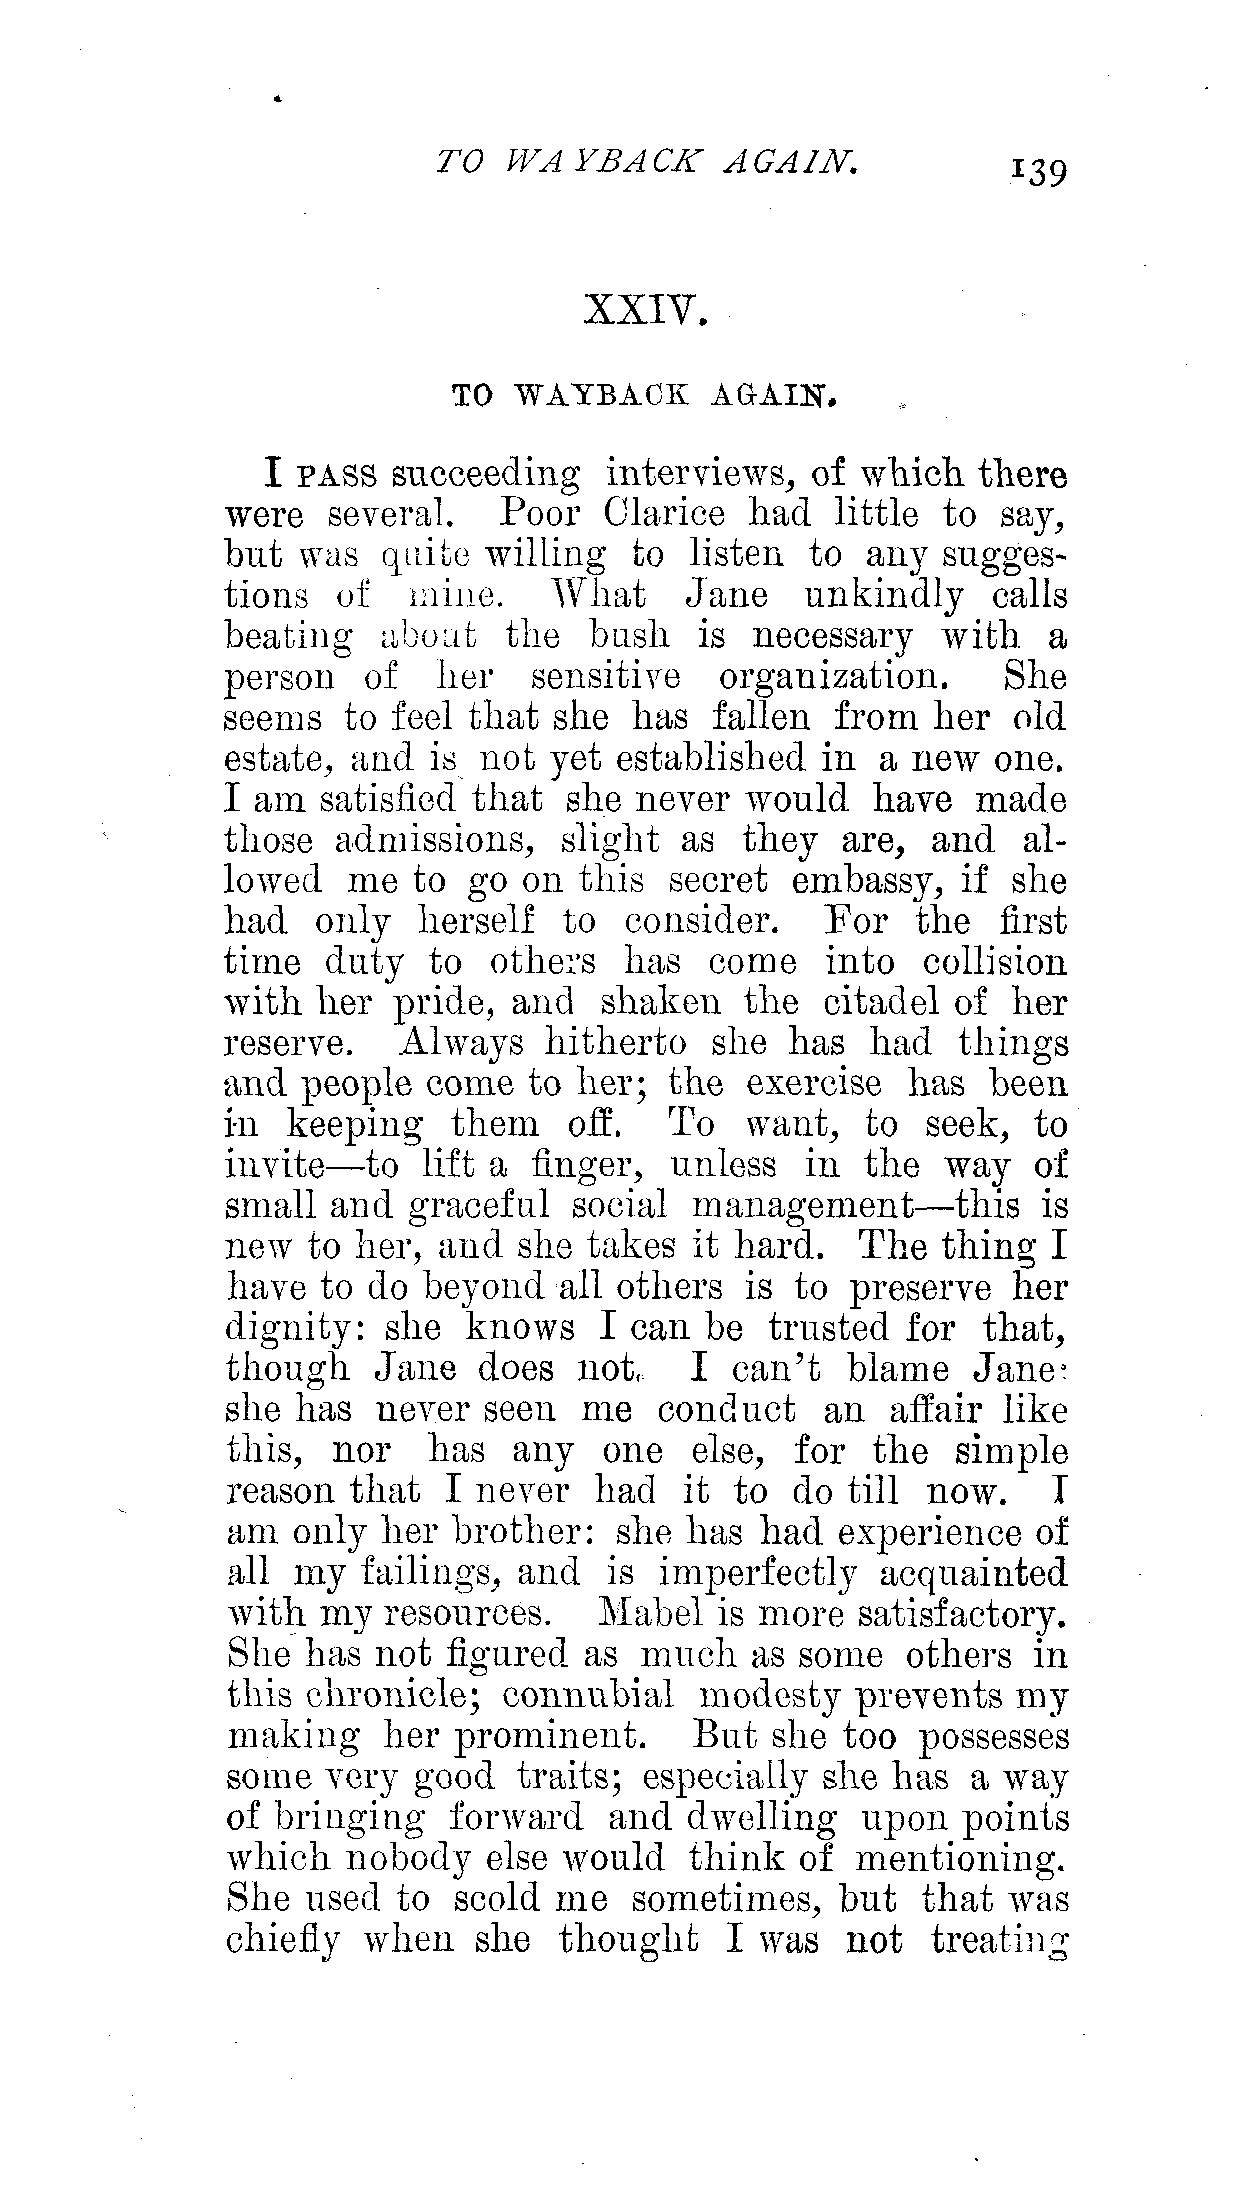 TO WAYBACK AGAIN. 139
XXIV.
TO WAYBACK AGAIN.
I PASS succeeding interviews, of which there
were several. Poor Clarice had little to say,
but was quite willing to listen to any sugges-
tions of mine. What Jane unkindly calls
beating about the bush is necessary with a
person of her sensitive organization. She
seems to feel that she has fallen from her old
estate, and is not yet established in a new one.
I am satisfied that she never would have made
those admissions, slight as they are, and al-
lowed me to go on this secret embassy, if she
had only herself to consider. For the first
time duty to others has come into collision
with her pride, and shaken the citadel of her
reserve. Always hitherto she has had things
and people come to her; the exercise has been
in keeping them off. To want, to seek, to
invite—to lift a finger, unless in the way of
small and graceful social management—this is
new to her, and she takes it hard. The thing I
have to do beyond all others is to preserve her
dignity: she knows I can be trusted for that,
though Jane does not. I can't blame Jane:
she has never seen me conduct an affair like
this, nor has any one else, for the simple
reason that I never had it to do till now. I
am only her brother: she has had experience of
all my failings, and is imperfectly acquainted
with my resources. Mabel is more satisfactory.
She has not figured as much as some others in
this chronicle; connubial modesty prevents my
making her prominent. But she too possesses
some very good traits; especially she has a way
of bringing forward and dwelling upon points
which nobody else would think of mentioning.
She used to scold me sometimes, but that was
chiefly when she thought I was not treating